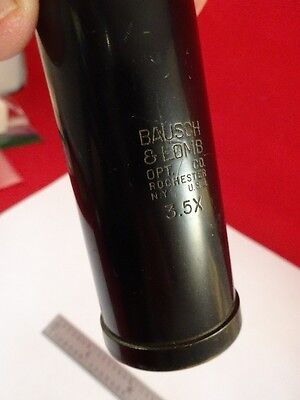 BAUSCH
& LOMB
OPT. CO.
ROCHESTER
N.Y. U.S.A.
3.5X